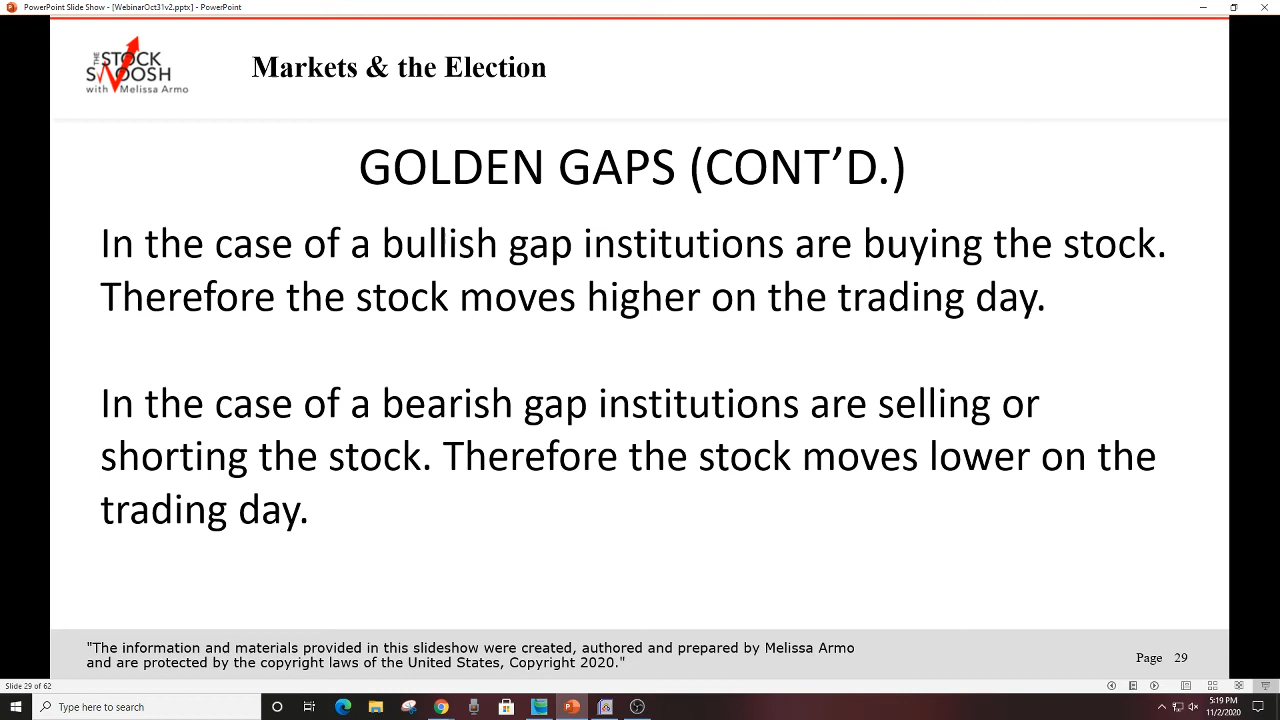 PowerPoint Slide Show - [WebinarOct31v2.pptx] - PowerPoint
THE STOCK
SWOOSH
with Melissa Armo
Markets & the Election
GOLDEN GAPS (CONT’D.)
In the case of a bullish gap institutions are buying the stock.
Therefore the stock moves higher on the trading day.
In the case of a bearish gap institutions are selling or
shorting the stock. Therefore the stock moves lower on the
trading day.
"The information and materials provided in this slideshow were created, authored and prepared by Melissa Armo
and are protected by the copyright laws of the United States, Copyright 2020."
Page 29
Slide 29 of 62
Type here to search
5:19 PM
11/2/2020